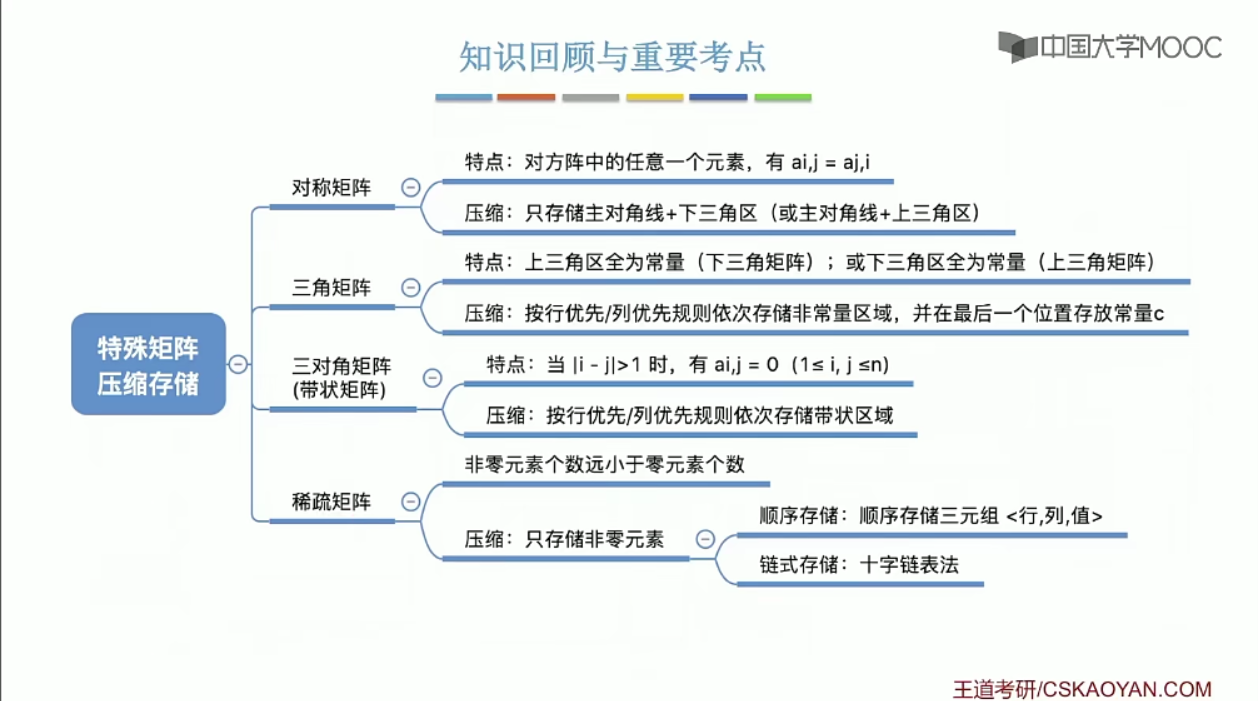 知识回顾与重要考点
中国大学MOOC
特殊矩阵
压缩存储
对称矩阵
特点：对方阵中的任意一个元素，有 ai,j = aj,i
压缩：只存储主对角线+下三角区（或主对角线+上三角区）
三角矩阵
特点：上三角区全为常量（下三角矩阵）；或下三角区全为常量（上三角矩阵）
压缩：按行优先/列优先规则依次存储非常量区域，并在最后一个位置存放常量c
三对角矩阵
(带状矩阵)
特点：当 |i - j|>1 时，有 ai,j = 0（1≤ i, j ≤n)
压缩：按行优先/列优先规则依次存储带状区域
稀疏矩阵
非零元素个数远小于零元素个数
压缩：只存储非零元素
顺序存储：顺序存储三元组 <行,列,值>
链式存储：十字链表法
王道考研/CSKAOYAN.COM